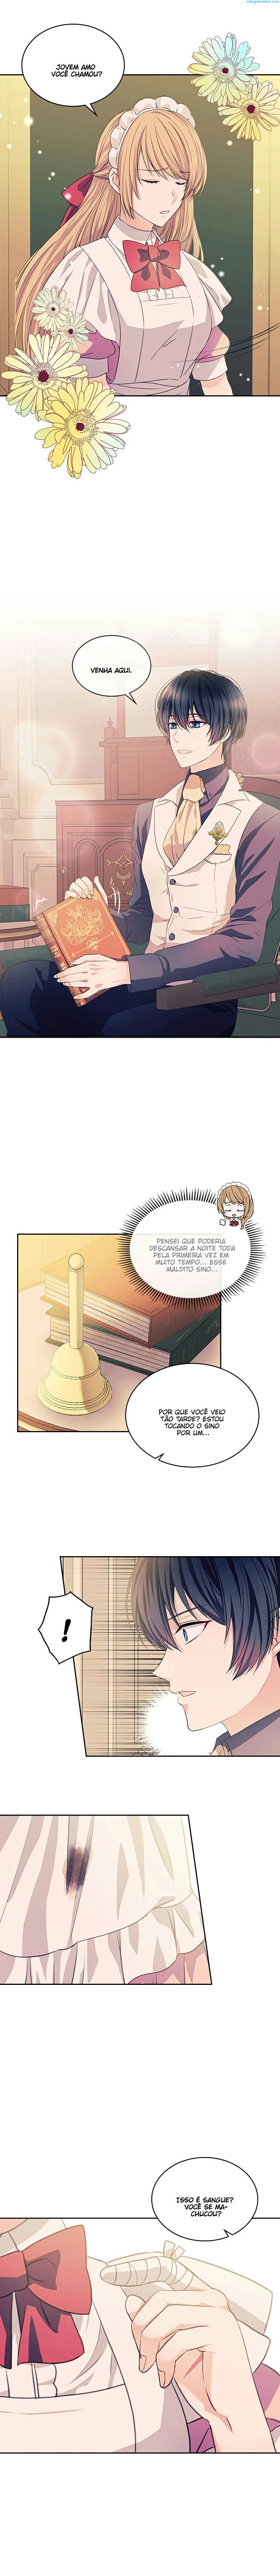 JOVEM AMO
VOCÊ CHAMOU?
VENHA AQUI.
PENSEI QUE PODERIA
DESCANSAR A NOITE TODA
PELA PRIMEIRA VEZ EM
MUITO TEMPO... ESSE
MALDITO SINO...
POR QUE VOCÊ VEIO
TÃO TARDE? ESTOU
TOCANDO O SINO
POR UM...
!
ISSO É SANGUE?
VOCÊ SE MA-
CHUCOU?